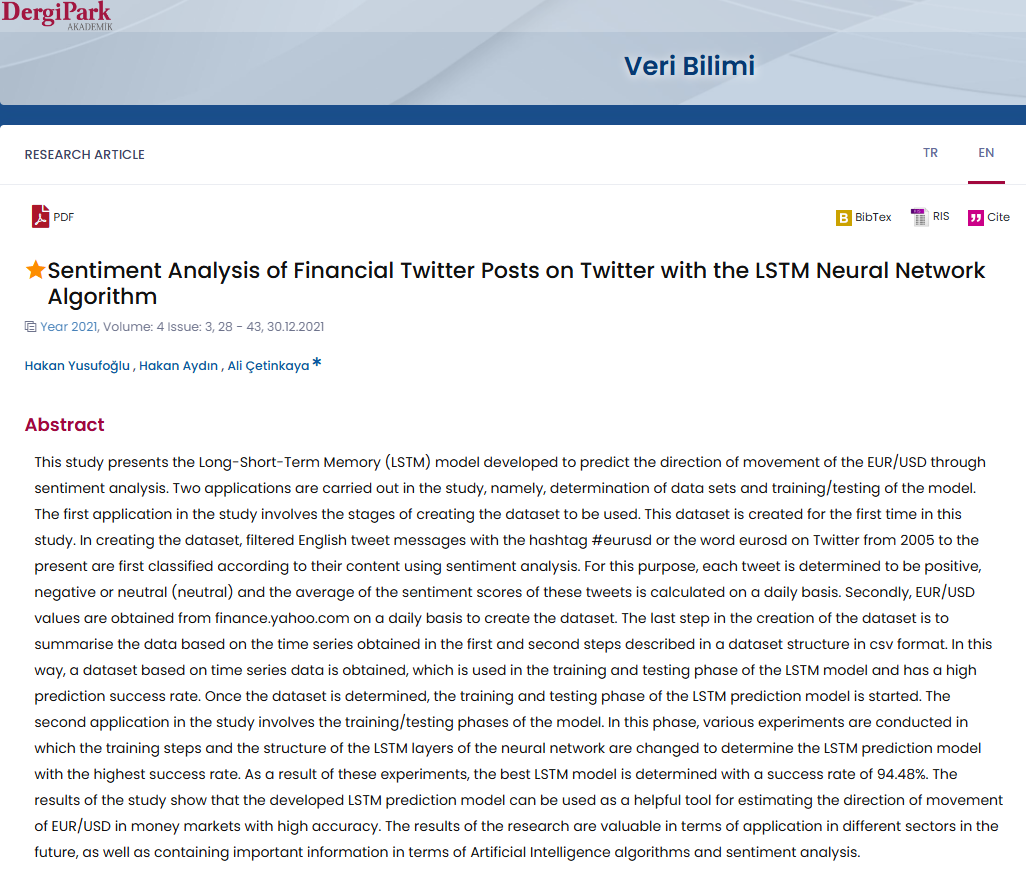 DergiPark
AKADEMİK
Veri Bilimi
RESEARCH ARTICLE
TR
EN
PDF
B BibTex
RIS
Cite
Sentiment Analysis of Financial Twitter Posts on Twitter with the LSTM Neural Network
Algorithm
Year 2021, Volume: 4 Issue: 3, 28 - 43, 30.12.2021
Hakan Yusufoğlu , Hakan Aydın , Ali Çetinkaya *
Abstract
This study presents the Long-Short-Term Memory (LSTM) model developed to predict the direction of movement of the EUR/USD through
sentiment analysis. Two applications are carried out in the study, namely, determination of data sets and training/testing of the model.
The first application in the study involves the stages of creating the dataset to be used. This dataset is created for the first time in this
study. In creating the dataset, filtered English tweet messages with the hashtag #eurusd or the word eurosd on Twitter from 2005 to the
present are first classified according to their content using sentiment analysis. For this purpose, each tweet is determined to be positive,
negative or neutral (neutral) and the average of the sentiment scores of these tweets is calculated on a daily basis. Secondly, EUR/USD
values are obtained from finance.yahoo.com on a daily basis to create the dataset. The last step in the creation of the dataset is to
summarise the data based on the time series obtained in the first and second steps described in a dataset structure in csv format. In this
way, a dataset based on time series data is obtained, which is used in the training and testing phase of the LSTM model and has a high
prediction success rate. Once the dataset is determined, the training and testing phase of the LSTM prediction model is started. The
second application in the study involves the training/testing phases of the model. In this phase, various experiments are conducted in
which the training steps and the structure of the LSTM layers of the neural network are changed to determine the LSTM prediction model
with the highest success rate. As a result of these experiments, the best LSTM model is determined with a success rate of 94.48%. The
results of the study show that the developed LSTM prediction model can be used as a helpful tool for estimating the direction of movement
of EUR/USD in money markets with high accuracy. The results of the research are valuable in terms of application in different sectors in the
future, as well as containing important information in terms of Artificial Intelligence algorithms and sentiment analysis.